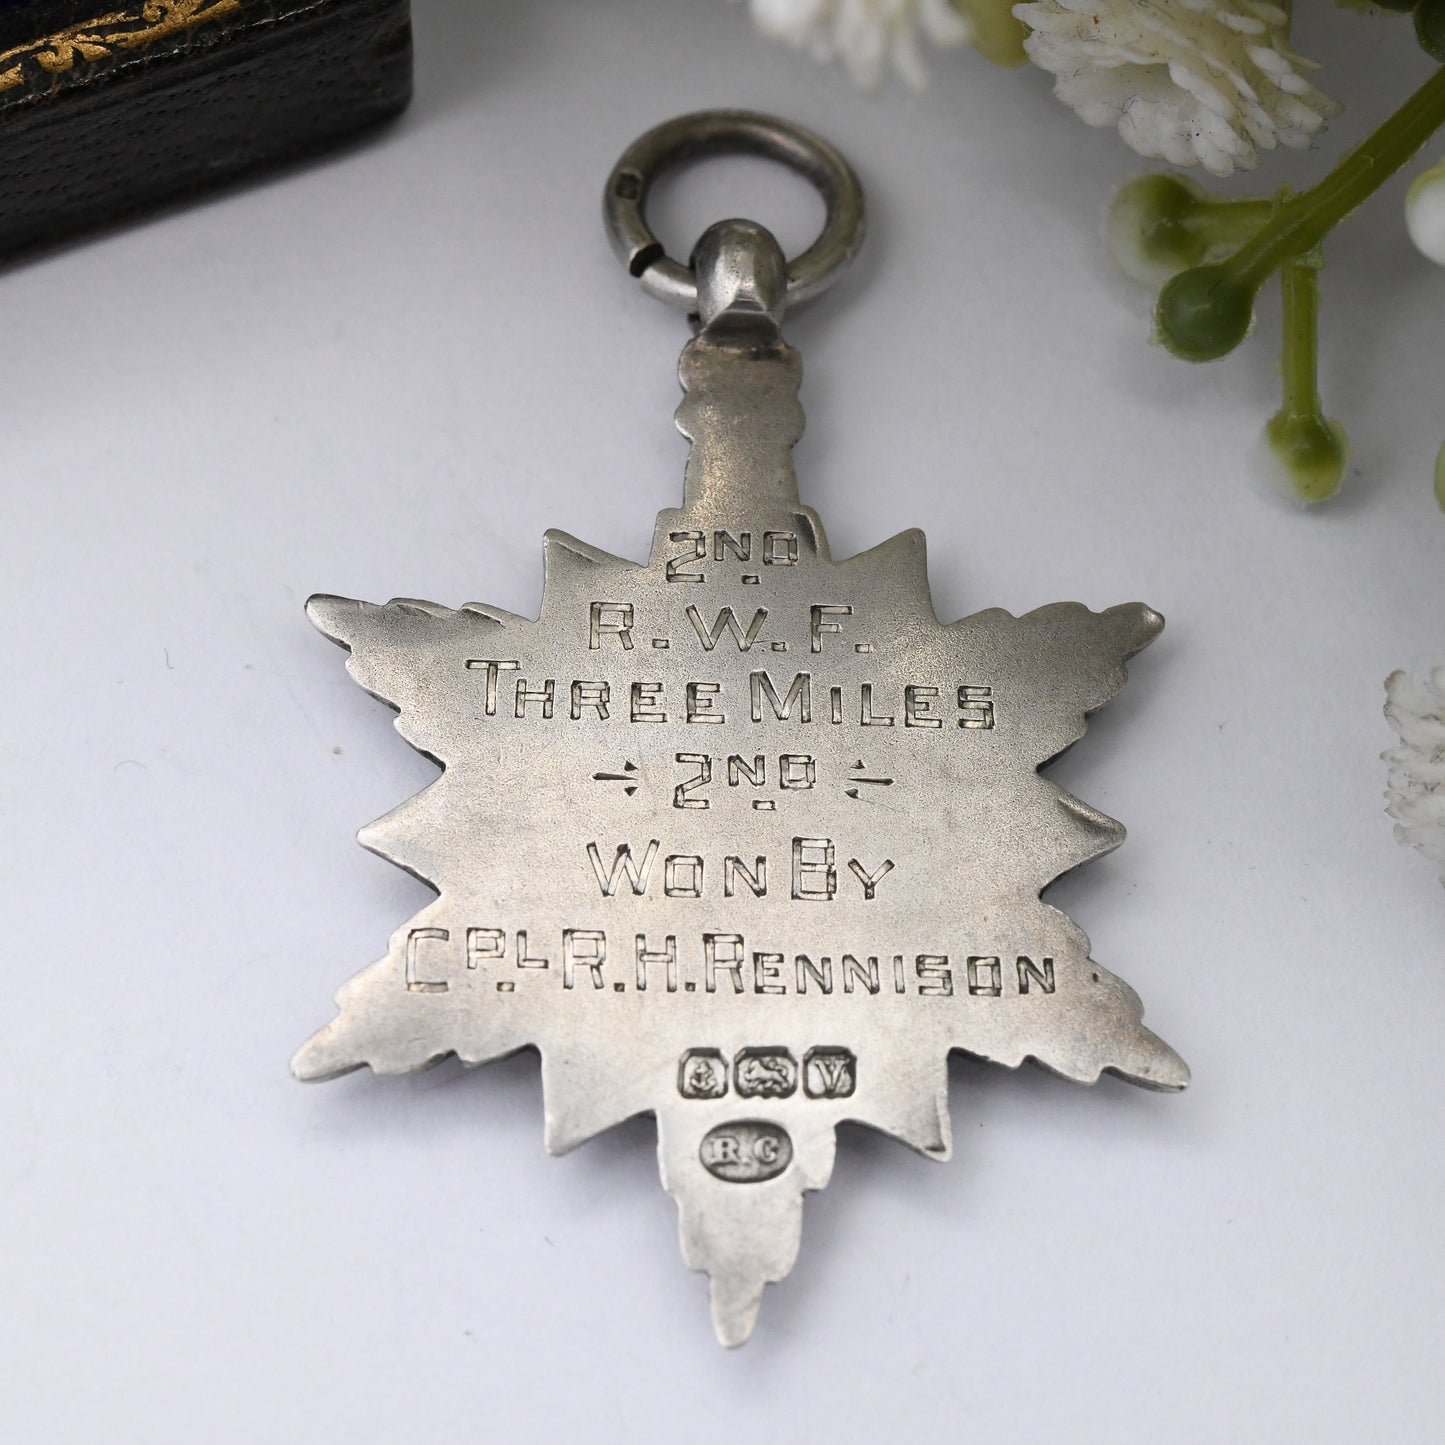 2ND
R.W.F.
THREE MILES
2ND
WON BY
CPL R.H.RENNISON
V
R.C